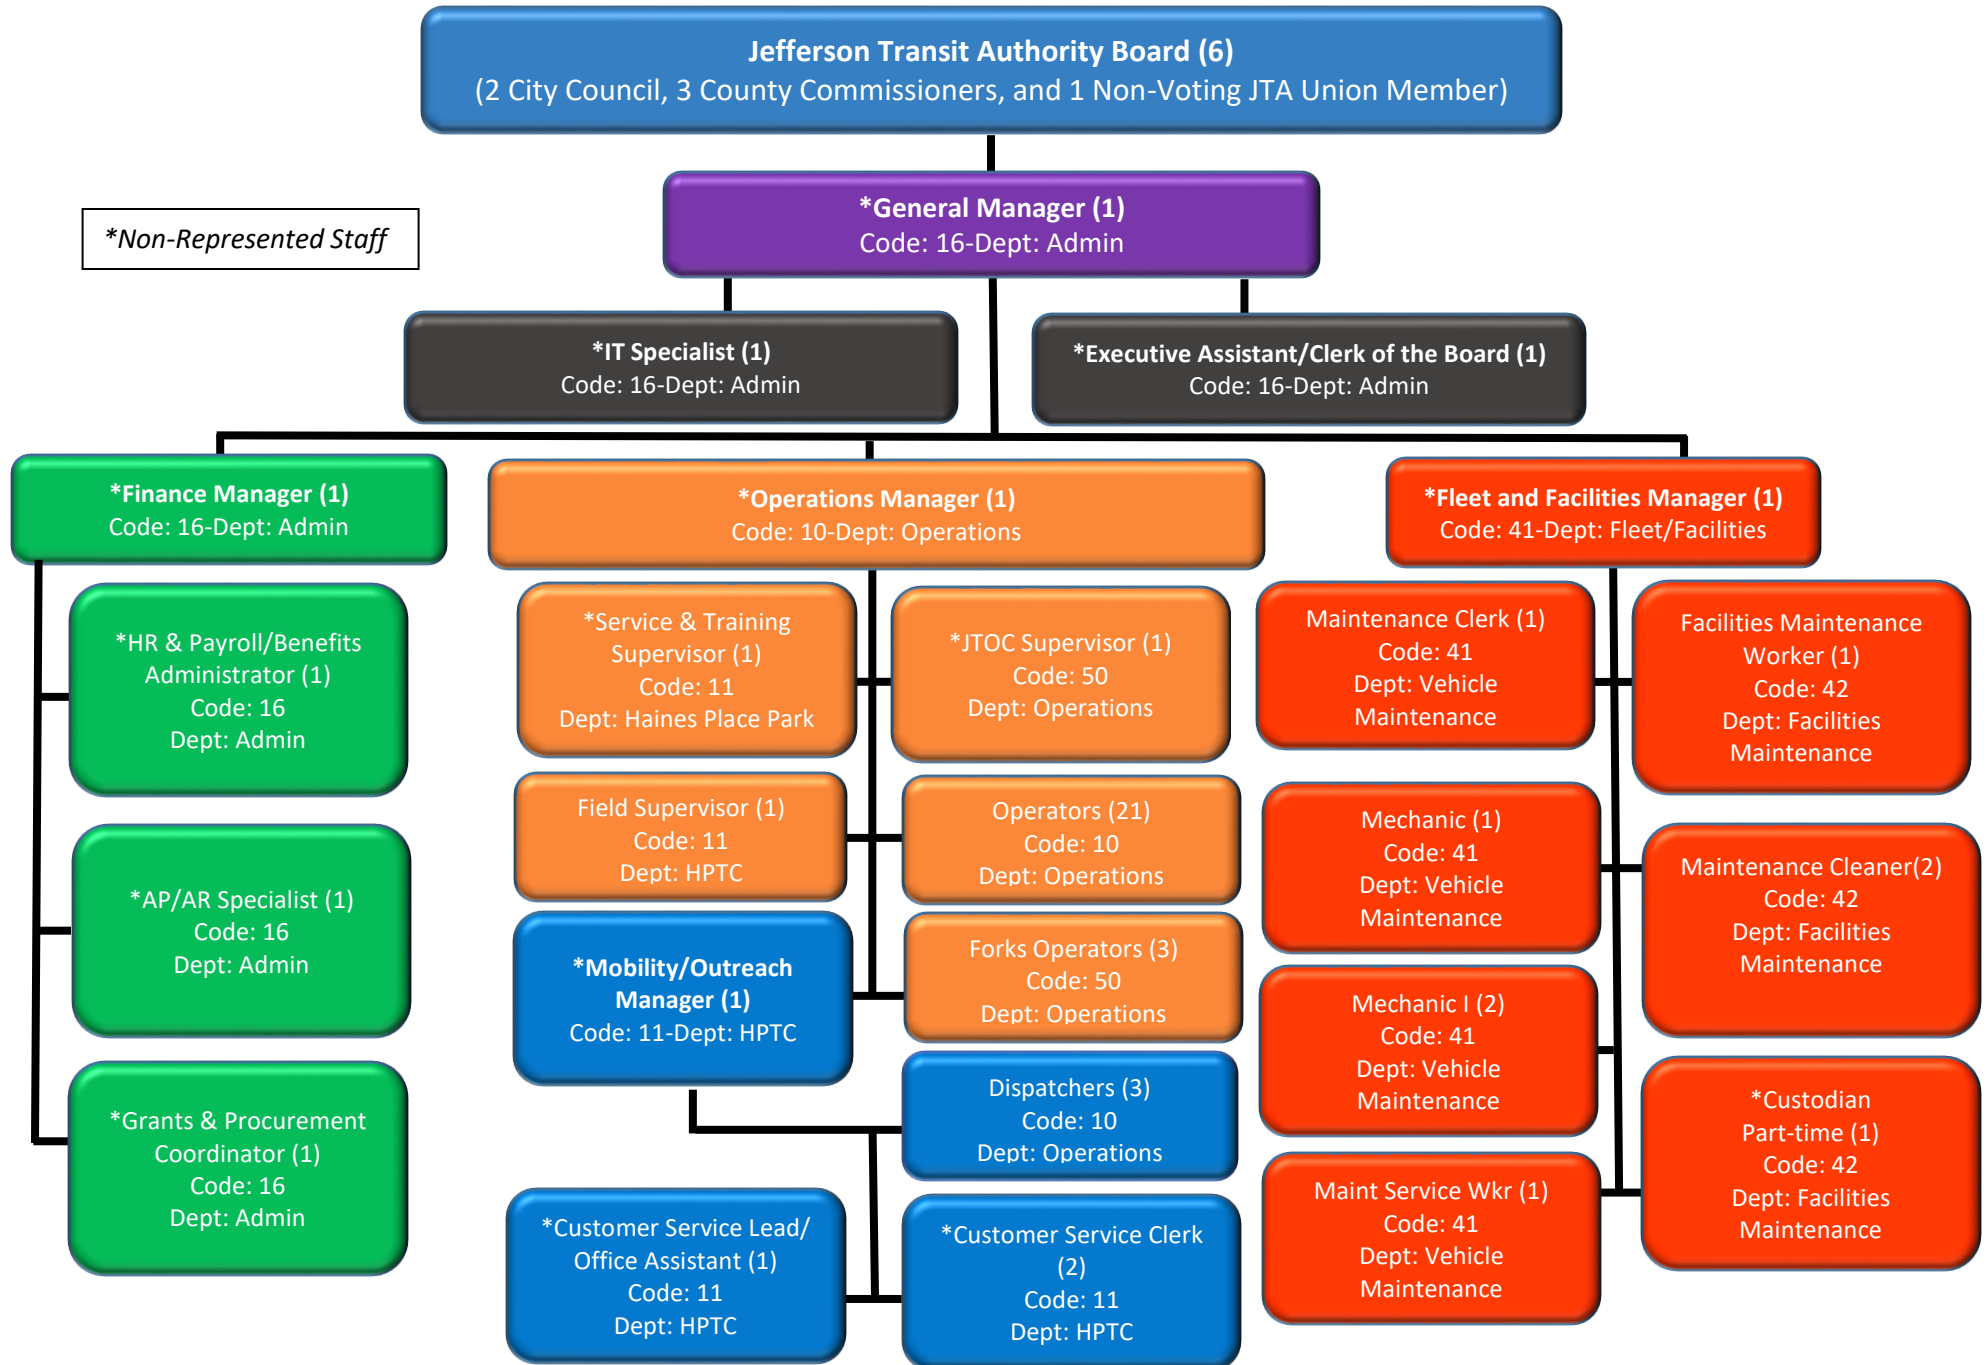 Jefferson Transit Authority Board (6)
(2 City Council, 3 County Commissioners, and 1 Non-Voting JTA Union Member)
*General Manager (1)
Code: 16-Dept: Admin
*Non-Represented Staff
*IT Specialist (1)
Code: 16-Dept: Admin
*Executive Assistant/Clerk of the Board (1)
Code: 16-Dept: Admin
*Finance Manager (1)
Code: 16-Dept: Admin
*Operations Manager (1)
Code: 10-Dept: Operations
*Fleet and Facilities Manager (1)
Code: 41-Dept: Fleet/Facilities
*HR & Payroll/Benefits
Administrator (1)
Code: 16
Dept: Admin
*AP/AR Specialist (1)
Code: 16
Dept: Admin
*Grants & Procurement
Coordinator (1)
Code: 16
Dept: Admin
*Service & Training
Supervisor (1)
Code: 11
Dept: Haines Place Park
*JTOC Supervisor (1)
Code: 50
Dept: Operations
Field Supervisor (1)
Code: 11
Dept: HPTC
Operators (21)
Code: 10
Dept: Operations
*Mobility/Outreach
Manager (1)
Code: 11-Dept: HPTC
Forks Operators (3)
Code: 50
Dept: Operations
Dispatchers (3)
Code: 10
Dept: Operations
*Customer Service Lead/
Office Assistant (1)
Code: 11
Dept: HPTC
*Customer Service Clerk
(2)
Code: 11
Dept: HPTC
Maintenance Clerk (1)
Code: 41
Dept: Vehicle
Maintenance
Facilities Maintenance
Worker (1)
Code: 42
Dept: Facilities
Maintenance
Mechanic (1)
Code: 41
Dept: Vehicle
Maintenance
Maintenance Cleaner(2)
Code: 42
Dept: Facilities
Maintenance
Mechanic I (2)
Code: 41
Dept: Vehicle
Maintenance
*Custodian
Part-time (1)
Code: 42
Dept: Facilities
Maintenance
Maint Service Wkr (1)
Code: 41
Dept: Vehicle
Maintenance